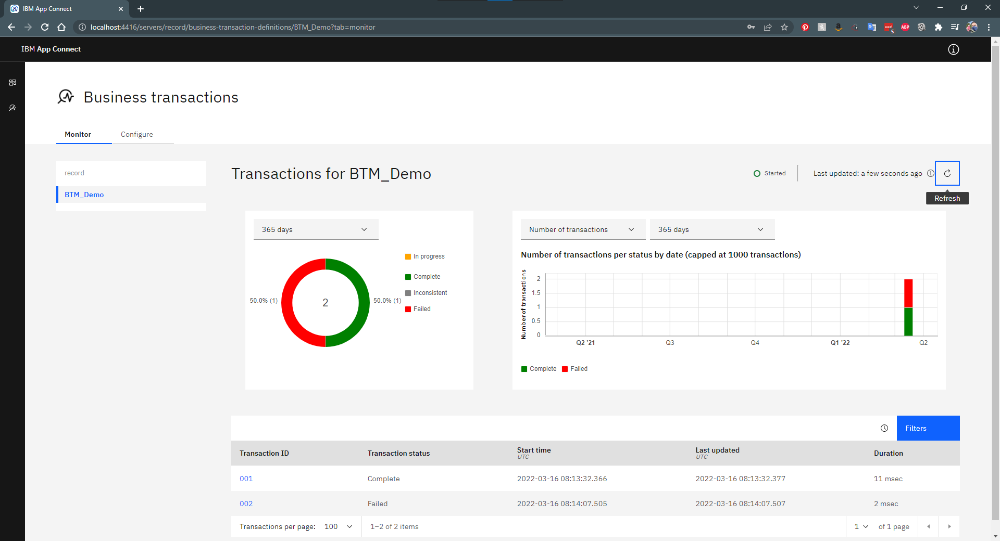 IBM App Connect
localhost:4416/servers/record/business-transaction-definitions/BTM_Demo?tab=monitor
5
ABP
IBM App Connect
Business transactions
Monitor
Configure
record
BTM_Demo
Transactions for BTM_Demo
Started
Last updated: a few seconds ago
Refresh
365 days
In progress
Complete
Inconsistent
Failed
50.0% (1)
2
50.0% (1)
Number of transactions
365 days
Number of transactions per status by date (capped at 1000 transactions)
Number of transactions
2
1.5
1
0.5
0
Q2 '21
Q3
Q4
Q1 '22
Q2
Complete
Failed
Filters
Transaction ID
Transaction status
Start time
UTC
Last updated
UTC
Duration
001
Complete
2022-03-16 08:13:32.366
2022-03-16 08:13:32.377
11 msec
002
Failed
2022-03-16 08:14:07.505
2022-03-16 08:14:07.507
2 msec
Transactions per page:
100
1–2 of 2 items
1
of 1 page